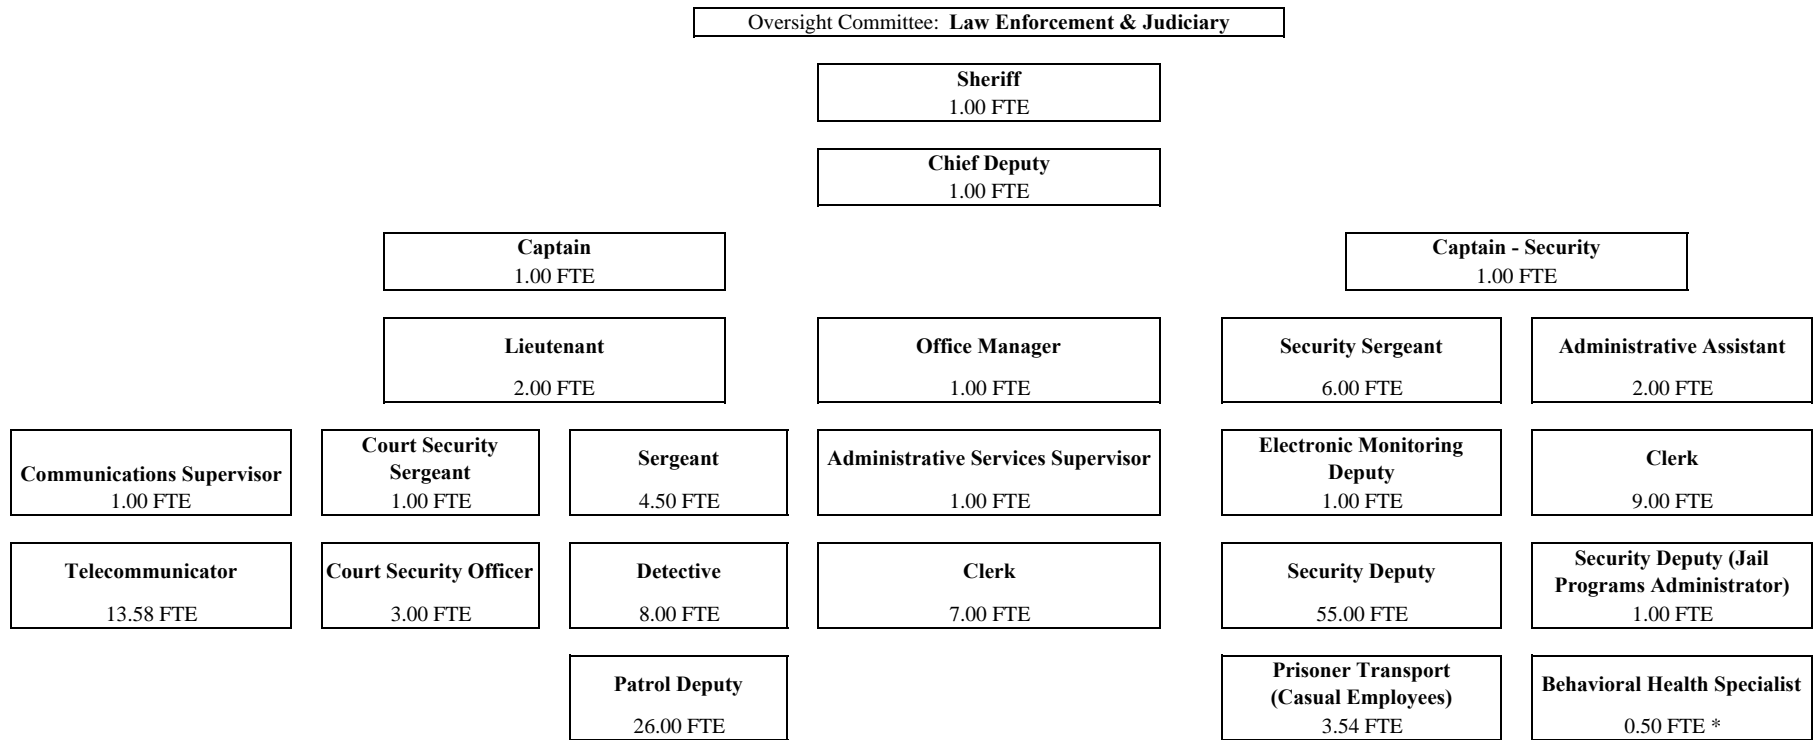 Oversight Committee: Law Enforcement & Judiciary
Sheriff
1.00 FTE
Chief Deputy
1.00 FTE
Captain
1.00 FTE
Captain - Security
1.00 FTE
Lieutenant
2.00 FTE
Office Manager
1.00 FTE
Security Sergeant
6.00 FTE
Administrative Assistant
2.00 FTE
Communications Supervisor
1.00 FTE
Court Security
Sergeant
1.00 FTE
Sergeant
4.50 FTE
Administrative Services Supervisor
1.00 FTE
Electronic Monitoring
Deputy
1.00 FTE
Clerk
9.00 FTE
Telecommunicator
13.58 FTE
Court Security Officer
3.00 FTE
Detective
8.00 FTE
Clerk
7.00 FTE
Security Deputy
55.00 FTE
Security Deputy (Jail
Programs Administrator)
1.00 FTE
Patrol Deputy
26.00 FTE
Prisoner Transport
(Casual Employees)
3.54 FTE
Behavioral Health Specialist
0.50 FTE *